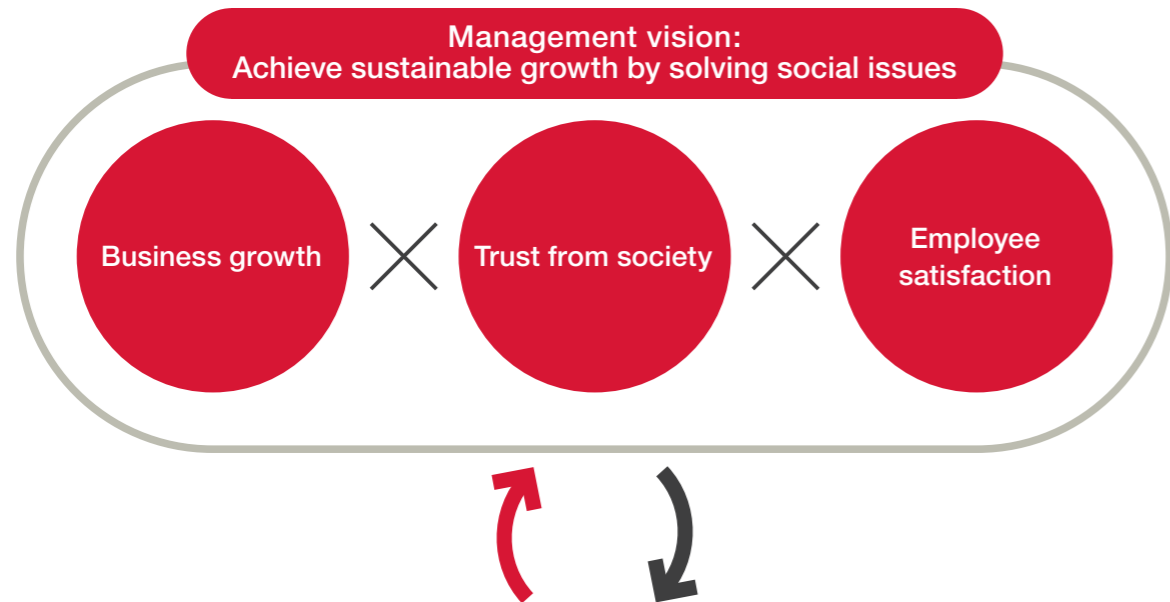 Management vision:
Achieve sustainable growth by solving social issues
Business growth
Trust from society
Employee
satisfaction